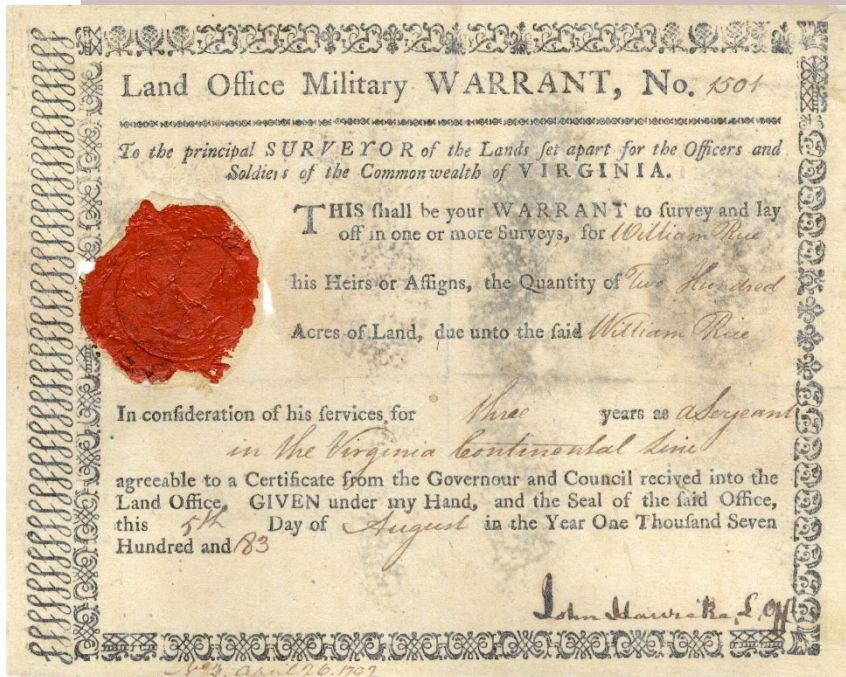 Land Office Military WARRANT, No. 1501
To the principal SURVEYOR of the Lands ſet apart for the Officers and
Soldiers of the Commonwealth of VIRGINIA.
THIS ſhall be your WARRANT to ſurvey and lay
off in one or more Surveys, for William Rice
his Heirs or Aſſigns, the Quantity of Two Hundred
Acres of Land, due unto the ſaid William Rice
In conſideration of his ſervices for three years as a Serjeant
in the Virginia Continental Line
agreeable to a Certificate from the Governour and Council recived into the
Land Office. GIVEN under my Hand, and the Seal of the ſaid Office,
this 5th Day of August in the Year One Thouſand Seven
Hundred and 83
John L. Off
April 26.